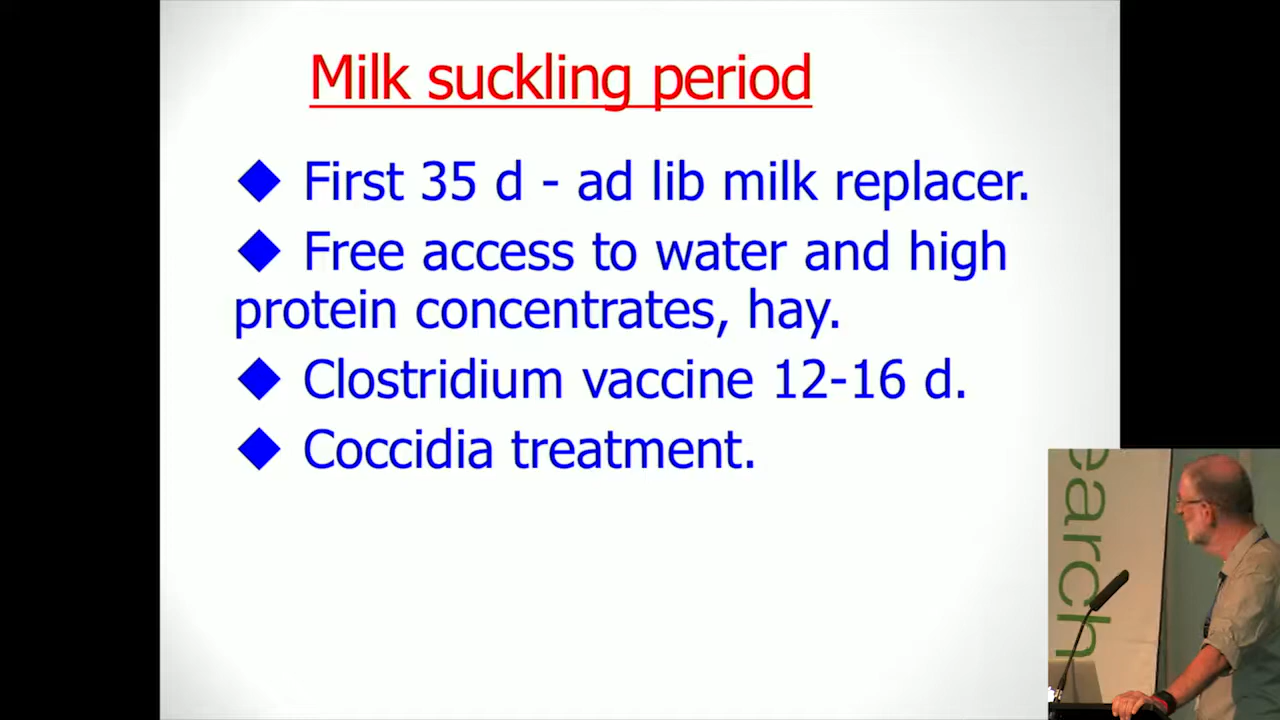 Milk suckling period
◆ First 35 d - ad lib milk replacer.
◆ Free access to water and high
protein concentrates, hay.
◆ Clostridium vaccine 12-16 d.
◆ Coccidia treatment.
earch